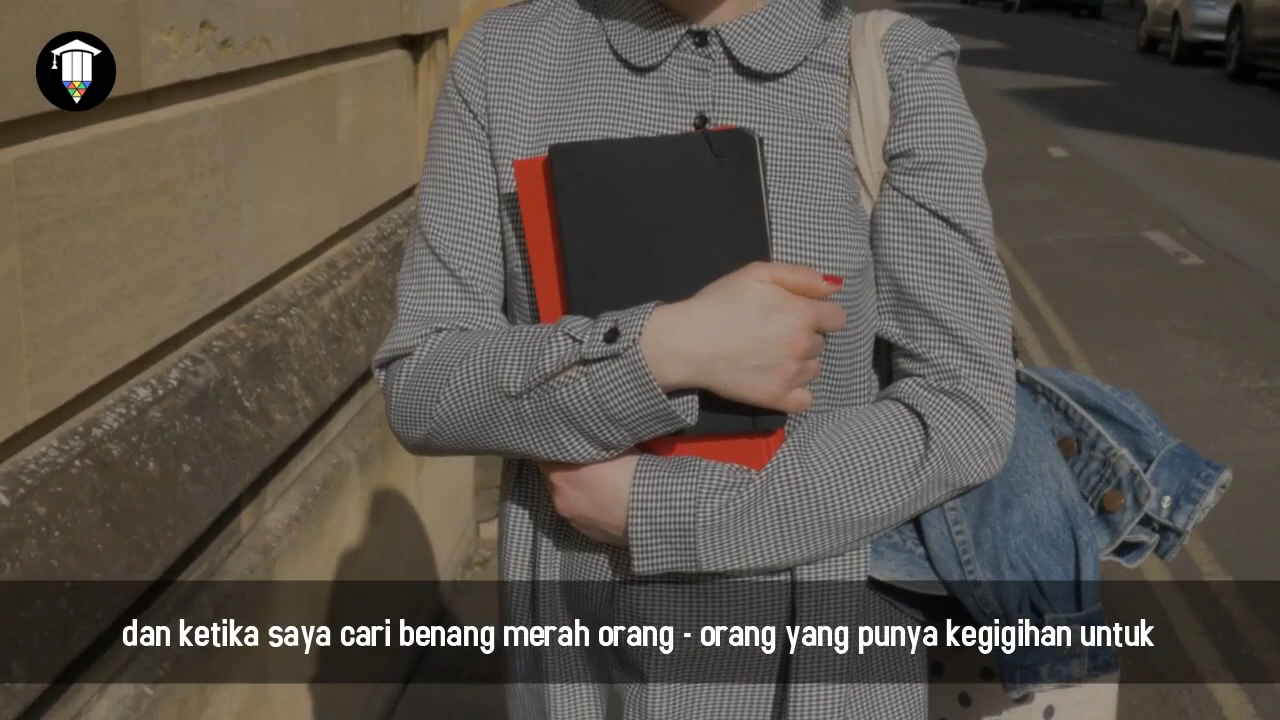 dan ketika saya cari benang merah orang - orang yang punya kegigihan untuk